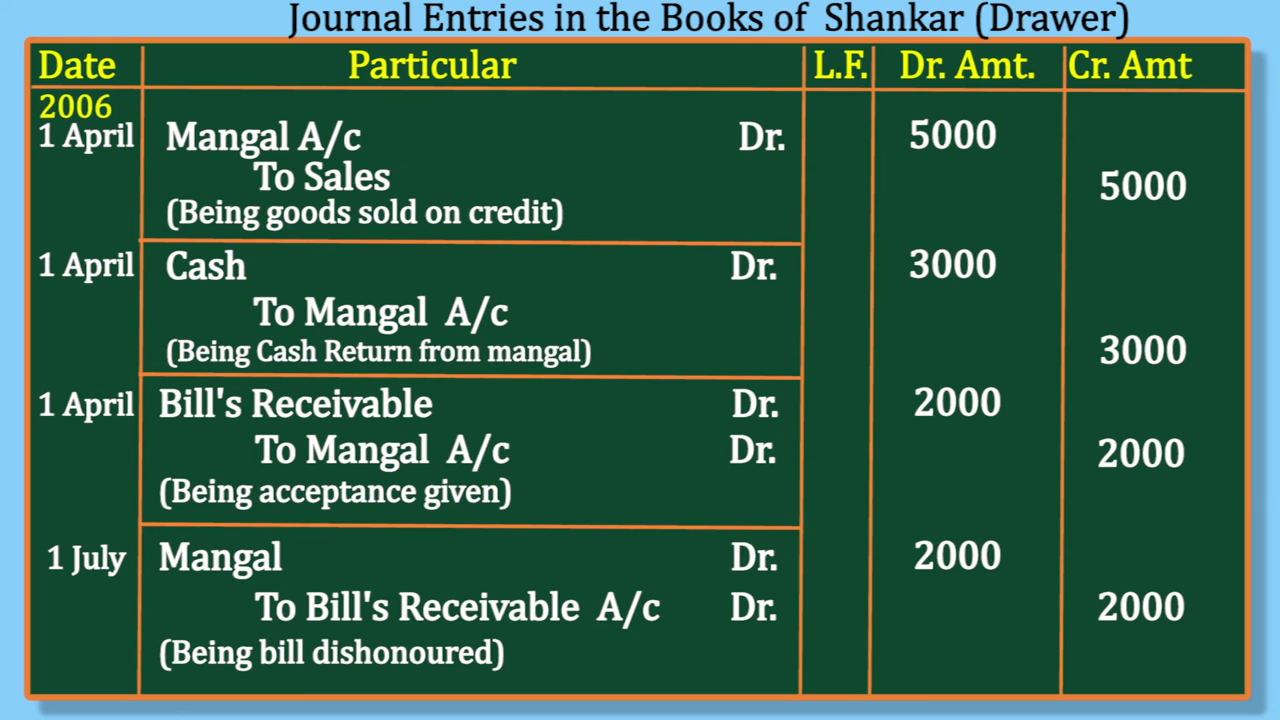 Journal Entries in the Books of Shankar (Drawer)
Date Particular L.F. Dr. Amt. Cr. Amt
2006
1 April Mangal A/c Dr. 5000
To Sales 5000
(Being goods sold on credit)
1 April Cash Dr. 3000
To Mangal A/c
(Being Cash Return from mangal) 3000
1 April Bill's Receivable Dr. 2000
To Mangal A/c Dr. 2000
(Being acceptance given)
1 July Mangal Dr. 2000
To Bill's Receivable A/c Dr. 2000
(Being bill dishonoured)